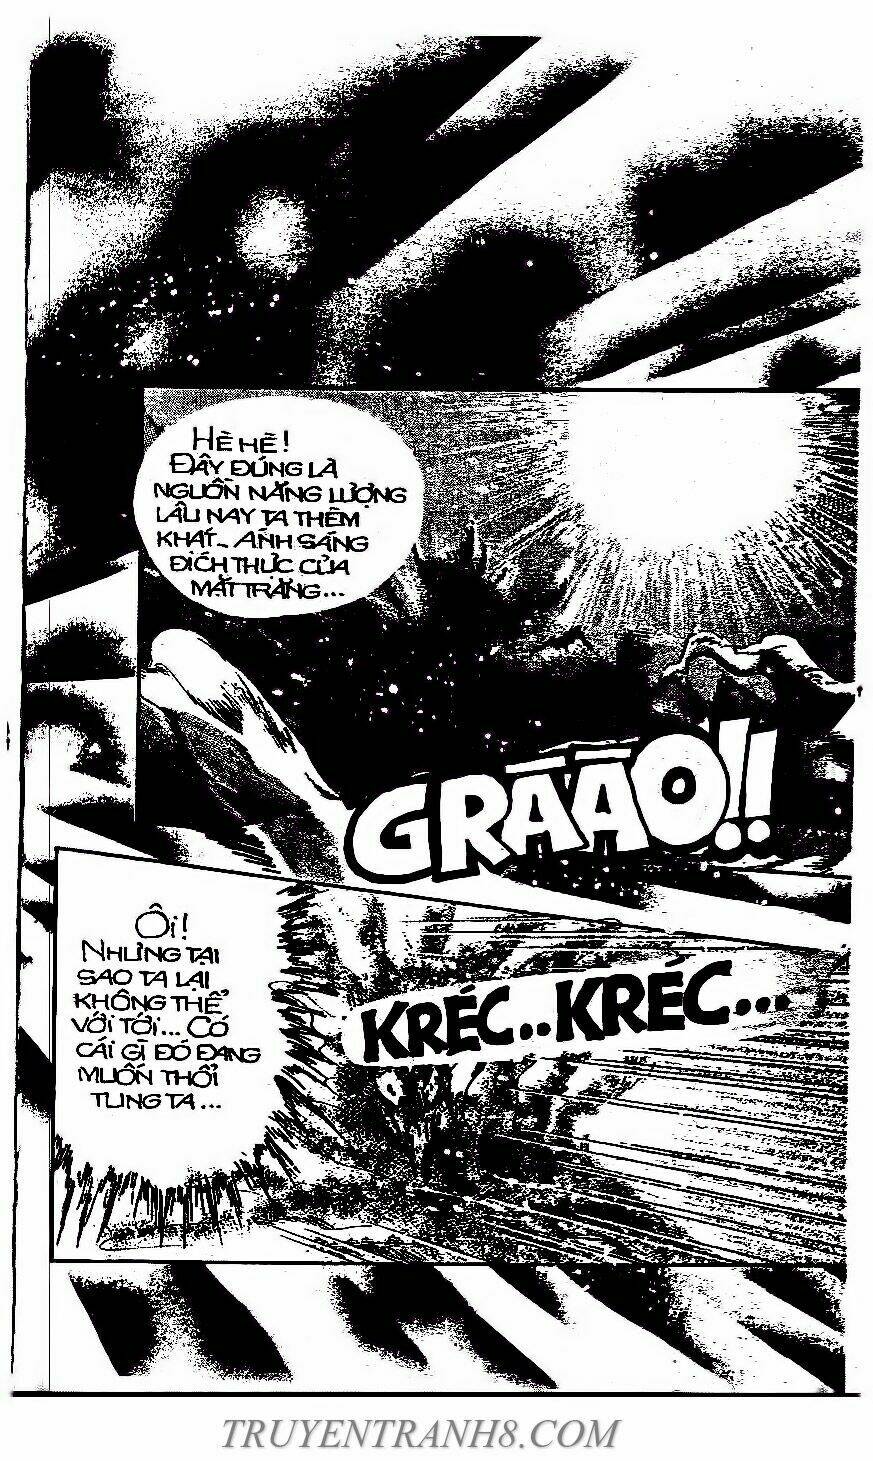 HÈ HÈ!
ĐÂY ĐÚNG LÀ
NGUỒN NĂNG LƯỢNG
LÂU NAY TA THÈM
KHÁT... ÁNH SÁNG
ĐÍCH THỰC CỦA
MẶT TRĂNG...
GRĀĀO!!
ÔI!
NHƯNG TẠI
SAO TA LẠI
KHÔNG THỂ
VỚI TỚI... CÓ
CÁI GÌ ĐÓ ĐANG
MUỐN THỔI
TUNG TA...
KRÉC..KRÉC...
TRUYENTRANH8.COM